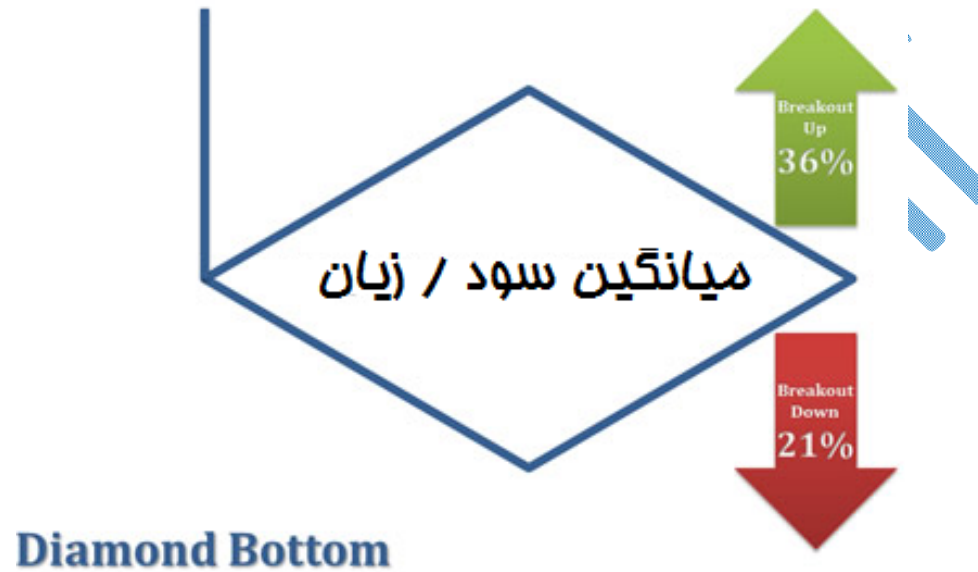 Breakout
Up
36%
میانگین سود / زیان
Breakout
Down
21%
Diamond Bottom